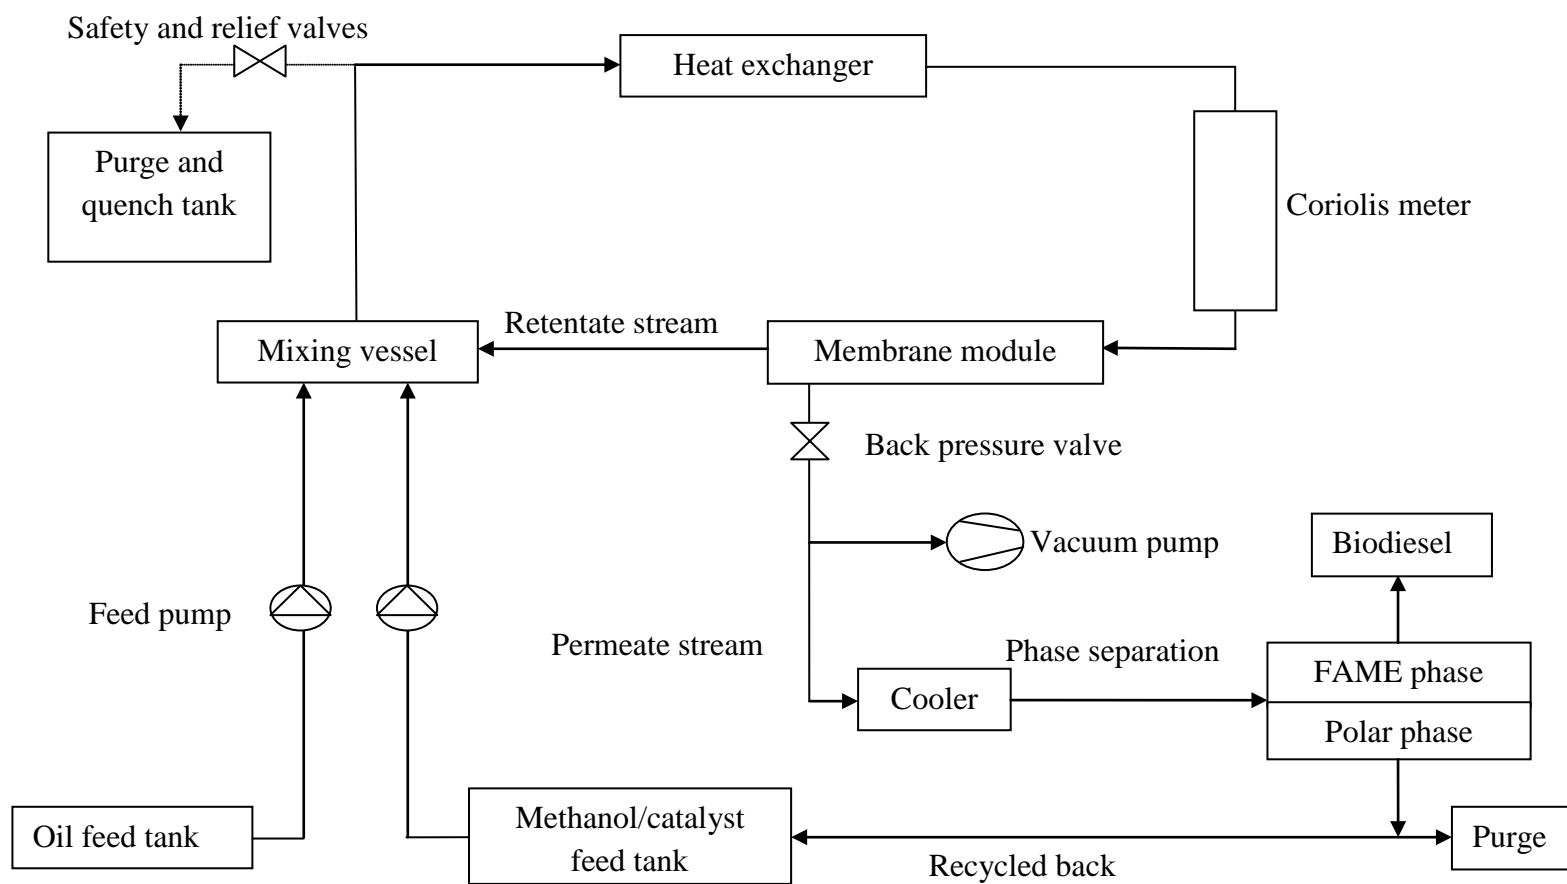 Safety and relief valves
Heat exchanger
Purge and
quench tank
Coriolis meter
Retentate stream
Mixing vessel
Membrane module
Back pressure valve
Vacuum pump
Biodiesel
Feed pump
Permeate stream
Phase separation
FAME phase
Cooler
Polar phase
Oil feed tank
Methanol/catalyst
feed tank
Purge
Recycled back